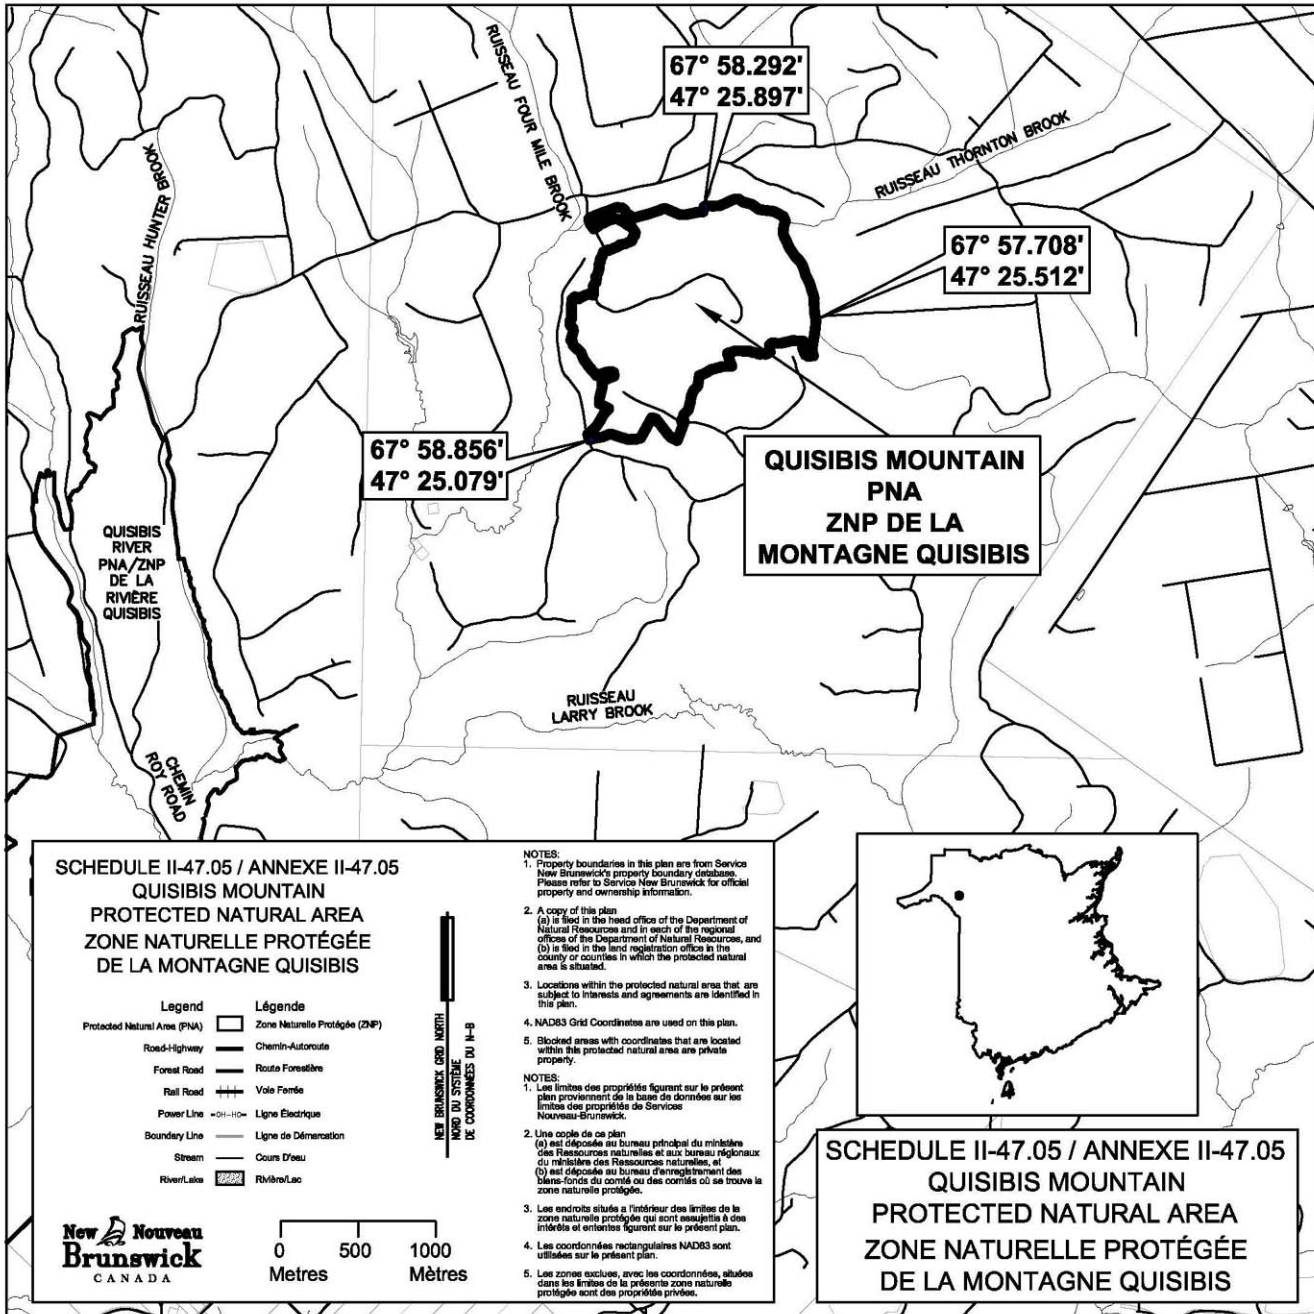 RUISSEAU FOUR MILE BROOK
67° 58.292'
47° 25.897'
RUISSEAU THORNTON BROOK
RUISSEAU HUNTER BROOK
67° 57.708'
47° 25.512'
67° 58.856'
47° 25.079'
QUISIBIS MOUNTAIN
PNA
ZNP DE LA
MONTAGNE QUISIBIS
QUISIBIS
RIVER
PNA/ZNP
DE LA
RIVIÈRE
QUISIBIS
RUISSEAU
LARRY BROOK
CHEMIN
ROY ROAD
SCHEDULE II-47.05 / ANNEXE II-47.05
QUISIBIS MOUNTAIN
PROTECTED NATURAL AREA
ZONE NATURELLE PROTÉGÉE
DE LA MONTAGNE QUISIBIS
Legend Légende
Protected Natural Area (PNA) Zone Naturelle Protégée (ZNP)
Road-Highway Chemin-Autoroute
Forest Road Route Forestière
Rail Road Voie Ferrée
Power Line -OH-HO- Ligne Électrique
Boundary Line Ligne de Démarcation
Stream Cours D'eau
River/Lake Rivière/Lac
NEW BRUNSWICK GRID NORTH
NORD DU SYSTÈME
DE COORDONNÉES DU N-B
New Nouveau
Brunswick
CANADA
0 500 1000
Metres Mètres
NOTES:
1. Property boundaries in this plan are from Service
New Brunswick's property boundary database.
Please refer to Service New Brunswick for official
property and ownership information.
2. A copy of this plan
(a) is filed in the head office of the Department of
Natural Resources and in each of the regional
offices of the Department of Natural Resources, and
(b) is filed in the land registration office in the
county or counties in which the protected natural
area is situated.
3. Locations within the protected natural area that are
subject to interests and agreements are identified in
this plan.
4. NAD83 Grid Coordinates are used on this plan.
5. Blocked areas with coordinates that are located
within this protected natural area are private
property.
NOTES:
1. Les limites des propriétés figurant sur le présent
plan proviennent de la base de données sur les
limites des propriétés de Services
Nouveau-Brunswick.
2. Une copie de ce plan
(a) est déposée au bureau principal du ministère
des Ressources naturelles et aux bureau régionaux
du ministère des Ressources naturelles, et
(b) est déposée au bureau d'enregistrement des
biens-fonds du comté ou des comtés où se trouve la
zone naturelle protégée.
3. Les endroits situés a l'intérieur des limites de la
zone naturelle protégée qui sont assujettis à des
intérêts et ententes figurent sur le présent plan.
4. Les coordonnées rectangulaires NAD83 sont
utilisées sur le présent plan.
5. Les zones exclues, avec les coordonnées, situées
dans les limites de la présente zone naturelle
protégée sont des propriétés privées.
SCHEDULE II-47.05 / ANNEXE II-47.05
QUISIBIS MOUNTAIN
PROTECTED NATURAL AREA
ZONE NATURELLE PROTÉGÉE
DE LA MONTAGNE QUISIBIS